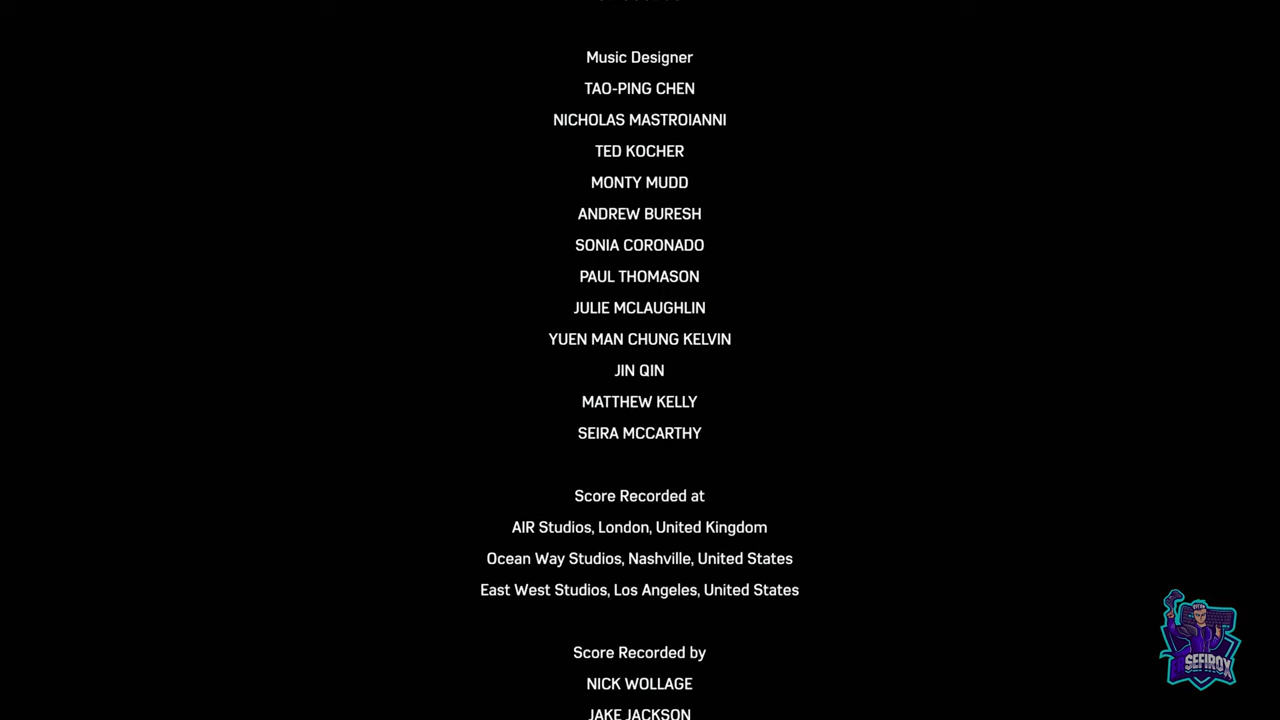 Music Designer
TAO-PING CHEN
NICHOLAS MASTROIANNI
TED KOCHER
MONTY MUDD
ANDREW BURESH
SONIA CORONADO
PAUL THOMASON
JULIE MCLAUGHLIN
YUEN MAN CHUNG KELVIN
JIN QIN
MATTHEW KELLY
SEIRA MCCARTHY
Score Recorded at
AIR Studios, London, United Kingdom
Ocean Way Studios, Nashville, United States
East West Studios, Los Angeles, United States
Score Recorded by
NICK WOLLAGE
JAKE JACKSON
SEFIROX